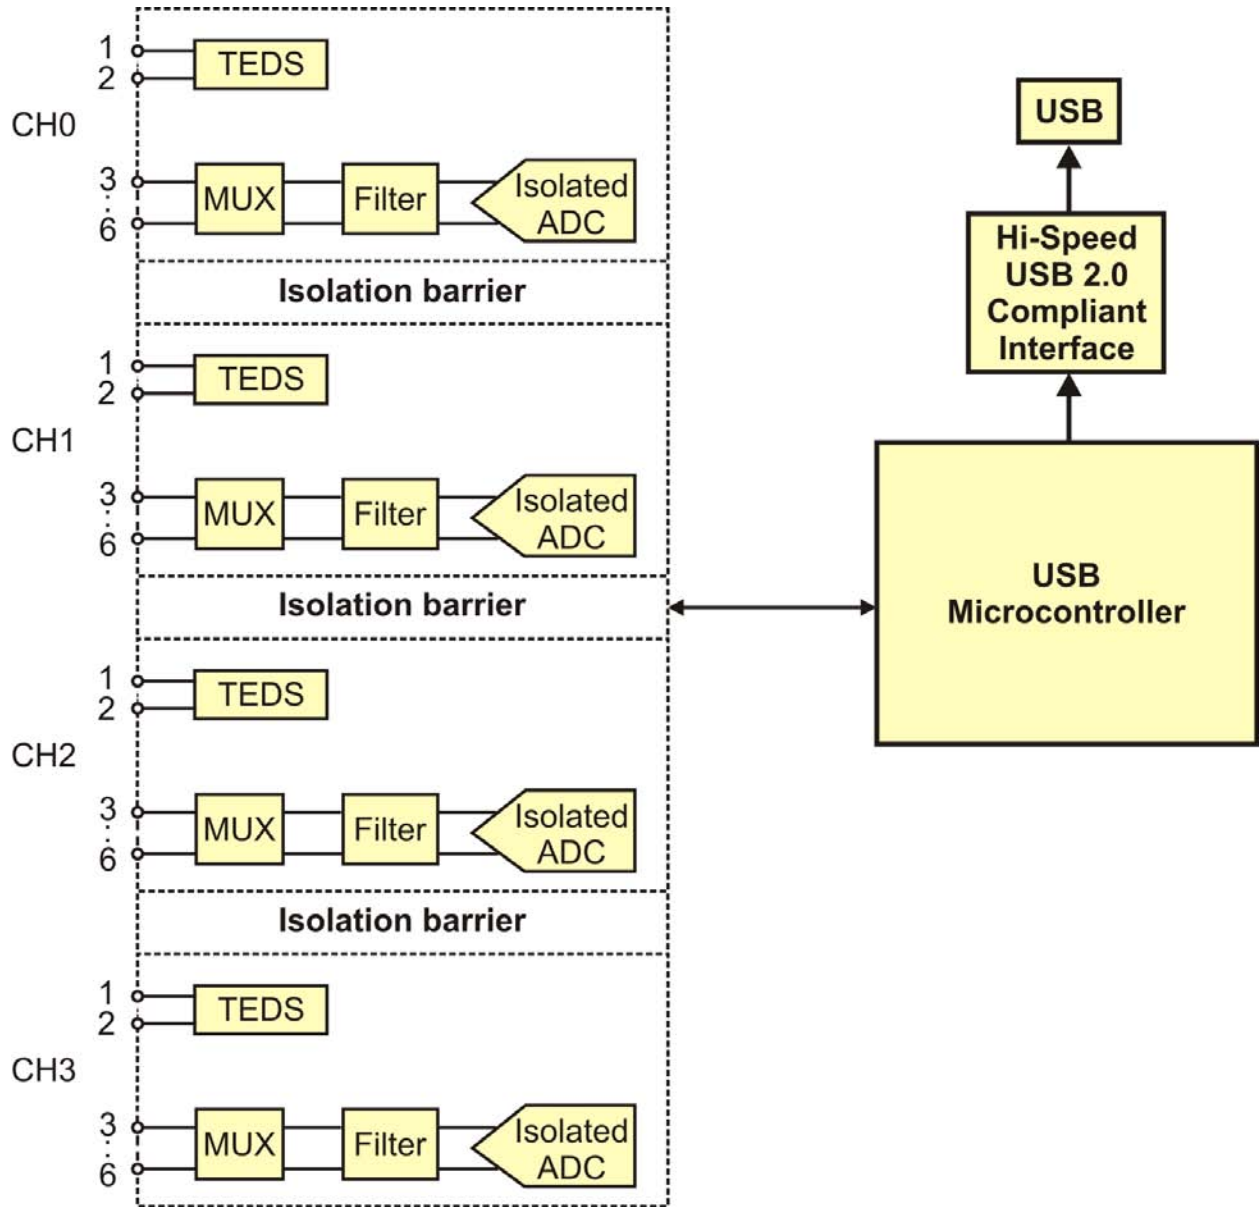 1
TEDS
2
CH0
3
MUX
Filter
Isolated
ADC
6
Isolation barrier
1
TEDS
2
CH1
3
MUX
Filter
Isolated
ADC
6
Isolation barrier
1
TEDS
2
CH2
3
MUX
Filter
Isolated
ADC
6
Isolation barrier
1
TEDS
2
CH3
3
MUX
Filter
Isolated
ADC
6
USB
Hi-Speed
USB 2.0
Compliant
Interface
USB
Microcontroller